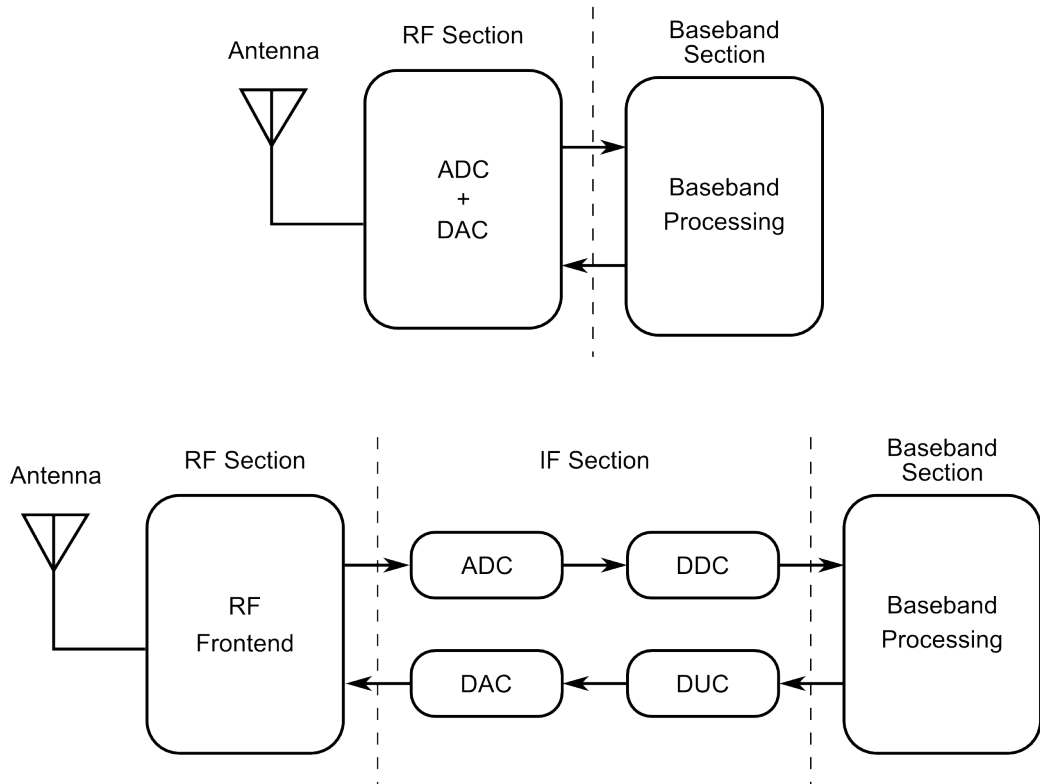 Antenna
RF Section
Baseband
Section
ADC
+
DAC
Baseband
Processing
Antenna
RF Section
IF Section
Baseband
Section
RF
Frontend
ADC
DDC
DAC
DUC
Baseband
Processing